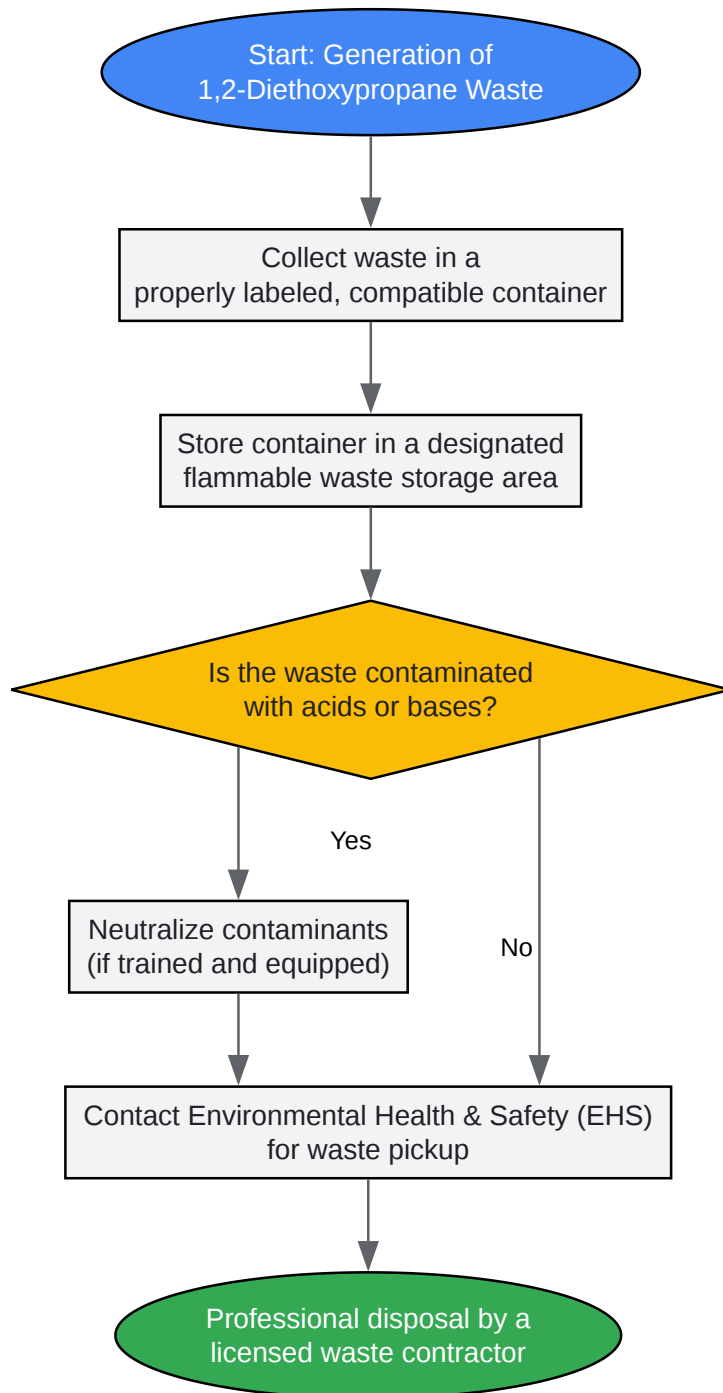 Start: Generation of
1,2-Diethoxypropane Waste
Collect waste in a
properly labeled, compatible container
Store container in a designated
flammable waste storage area
Is the waste contaminated
with acids or bases?
Yes
Neutralize contaminants
(if trained and equipped)
No
Contact Environmental Health & Safety (EHS)
for waste pickup
Professional disposal by a
licensed waste contractor